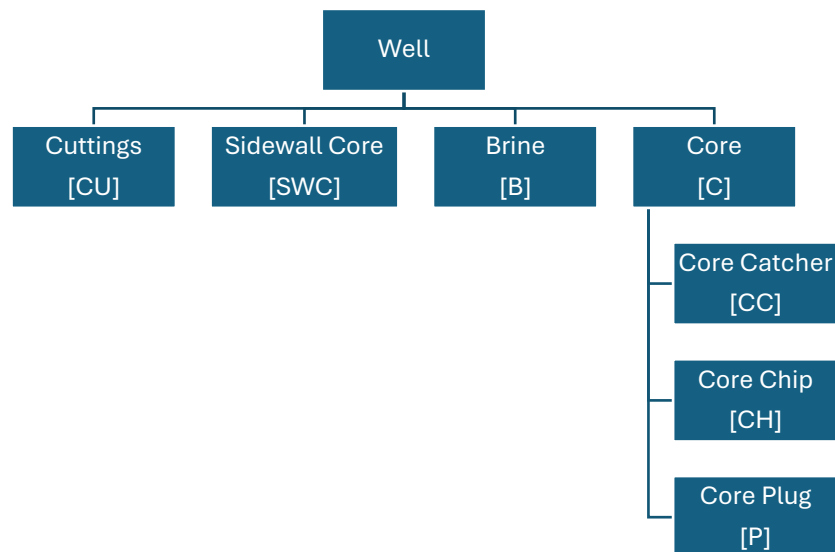 Well
Cuttings
[CU]
Sidewall Core
[SWC]
Brine
[B]
Core
[C]
Core Catcher
[CC]
Core Chip
[CH]
Core Plug
[P]